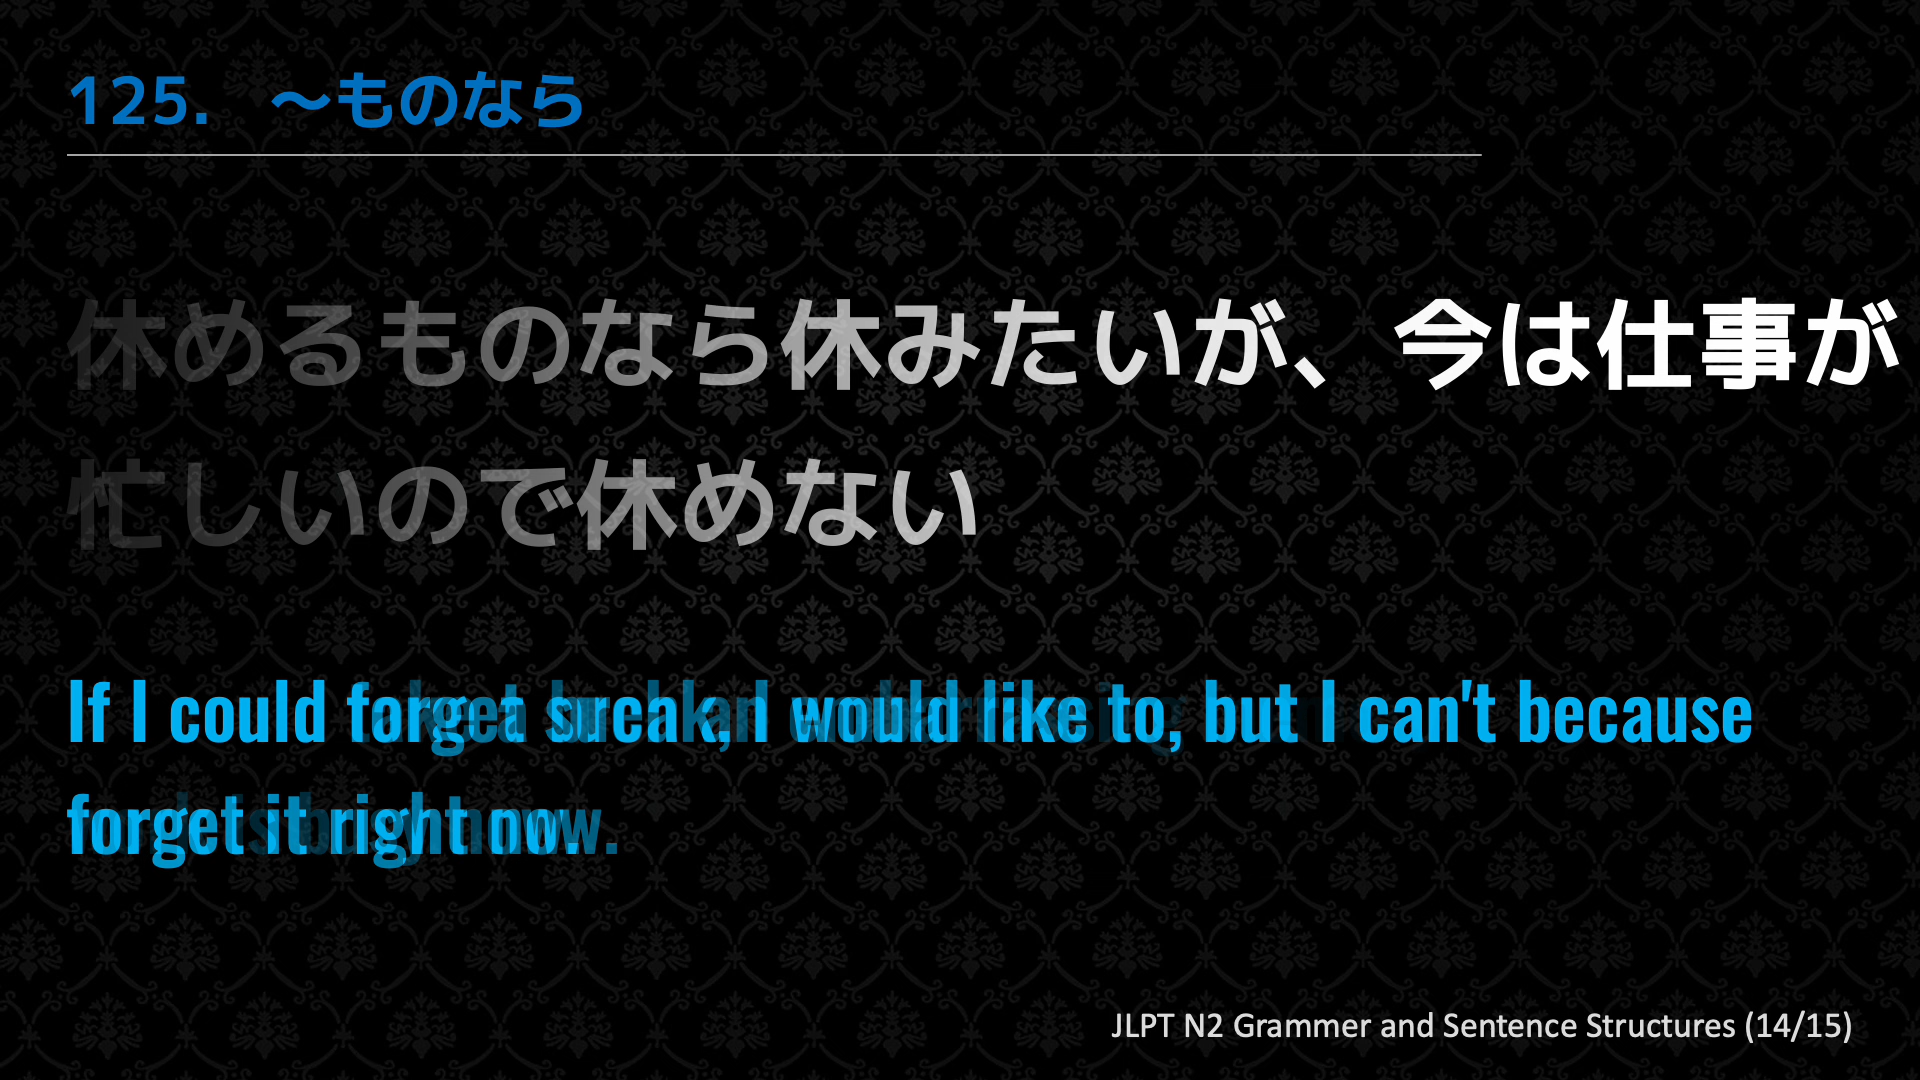 125. ～ものなら
休めるものなら休みたいが、今は仕事が
忙しいので休めない
If I could forget break, I would like to, but I can't because
forget it right now.
JLPT N2 Grammer and Sentence Structures (14/15)